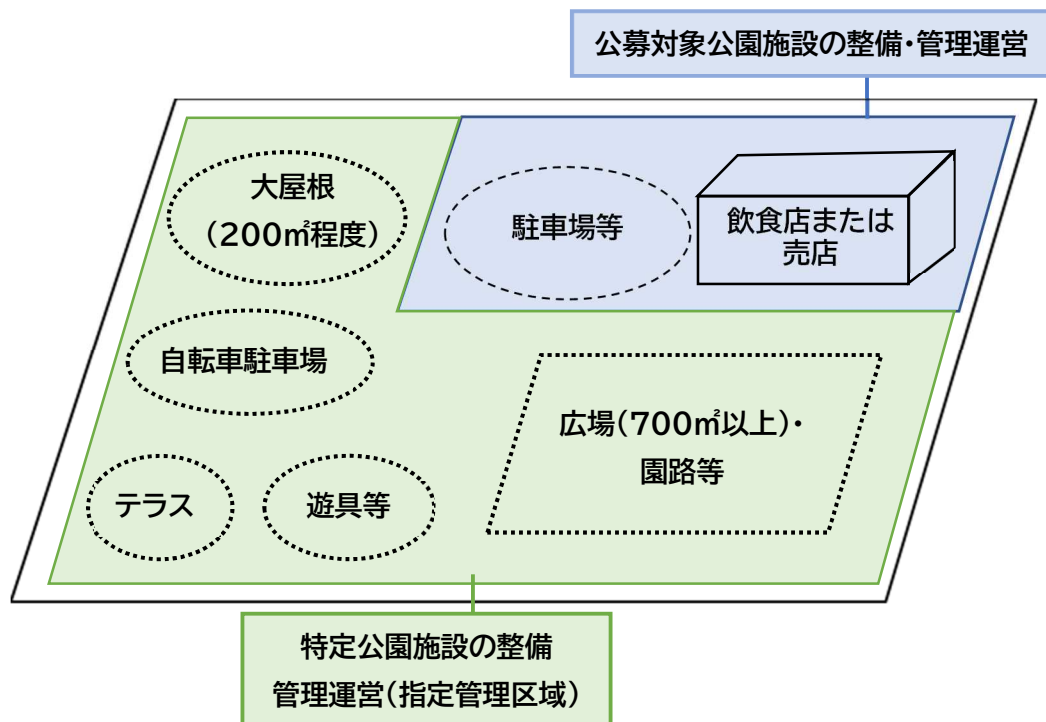 公募対象公園施設の整備・管理運営
大屋根
（200㎡程度）
駐車場等
飲食店または
売店
自転車駐車場
広場（700㎡以上）・
園路等
テラス
遊具等
特定公園施設の整備
管理運営（指定管理区域）